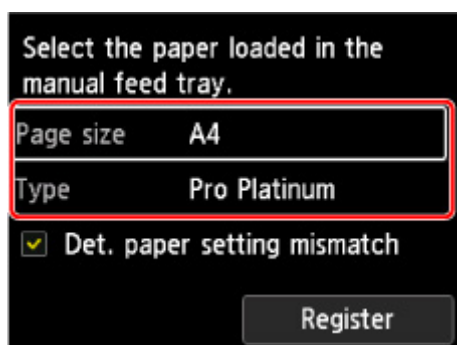 Select the paper loaded in the
manual feed tray.
Page size A4
Type Pro Platinum
Det. paper setting mismatch
Register